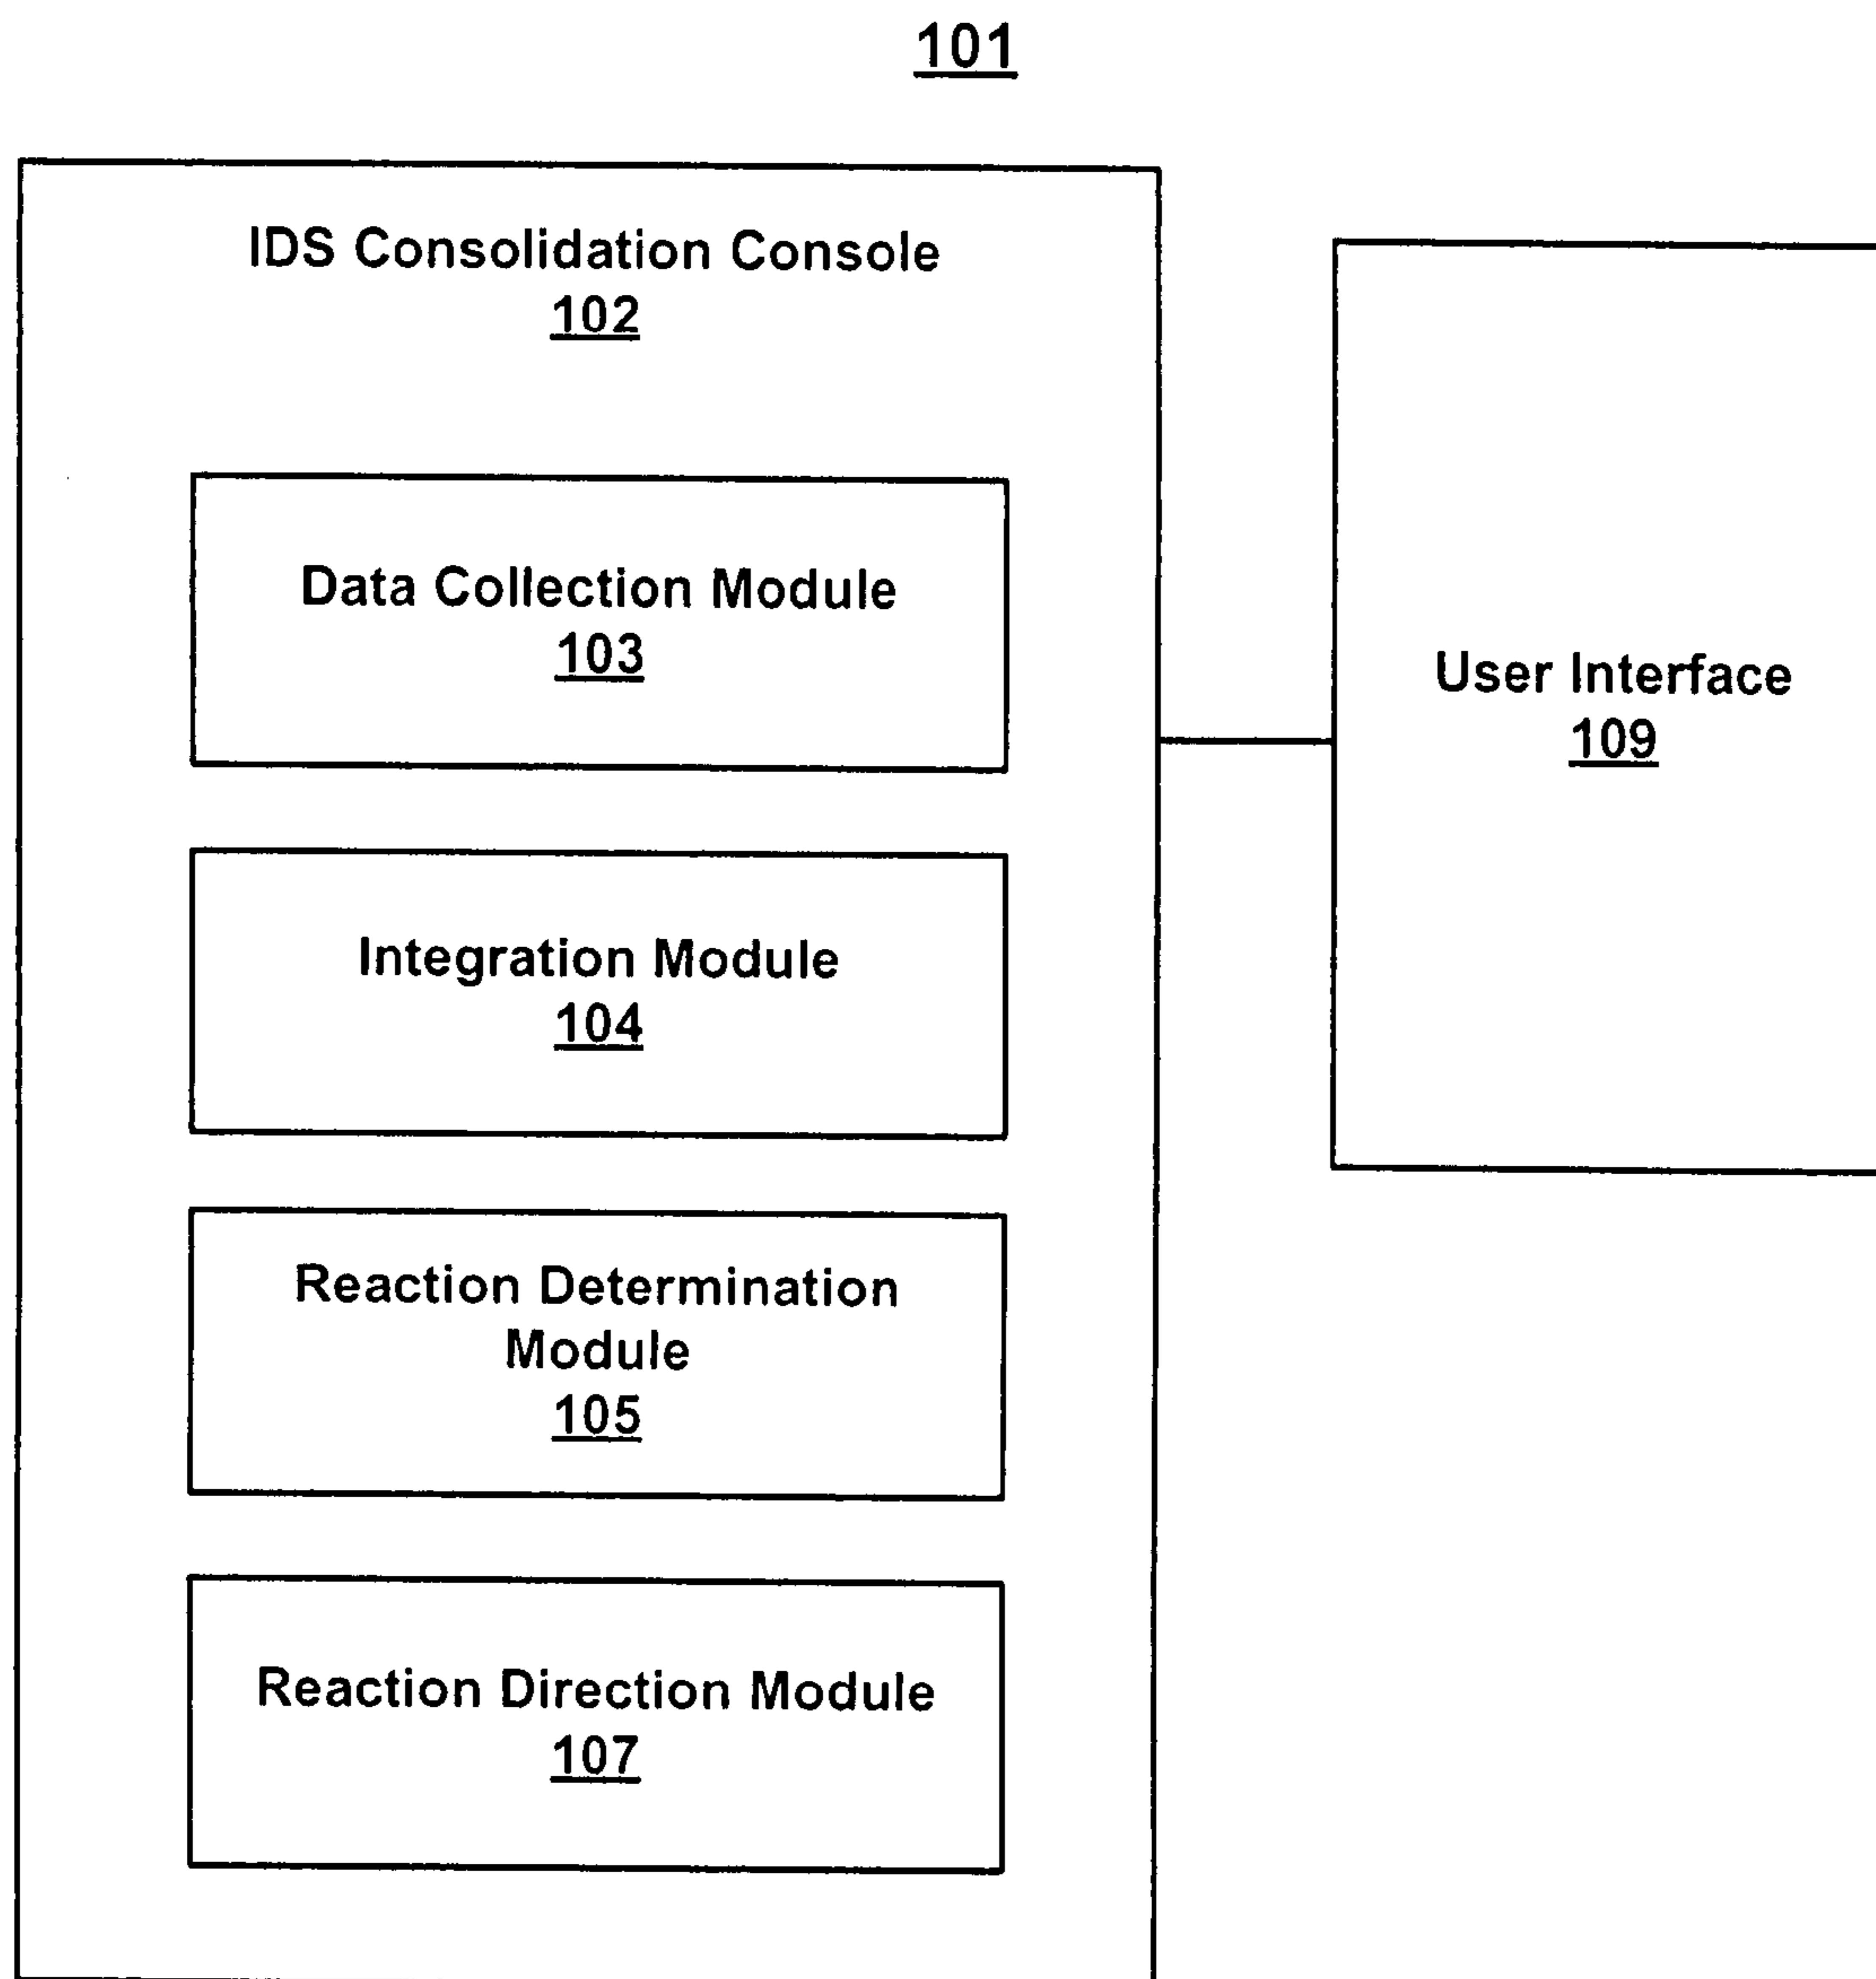 101
IDS Consolidation Console
102
Data Collection Module
103
Integration Module
104
Reaction Determination
Module
105
Reaction Direction Module
107
User Interface
109